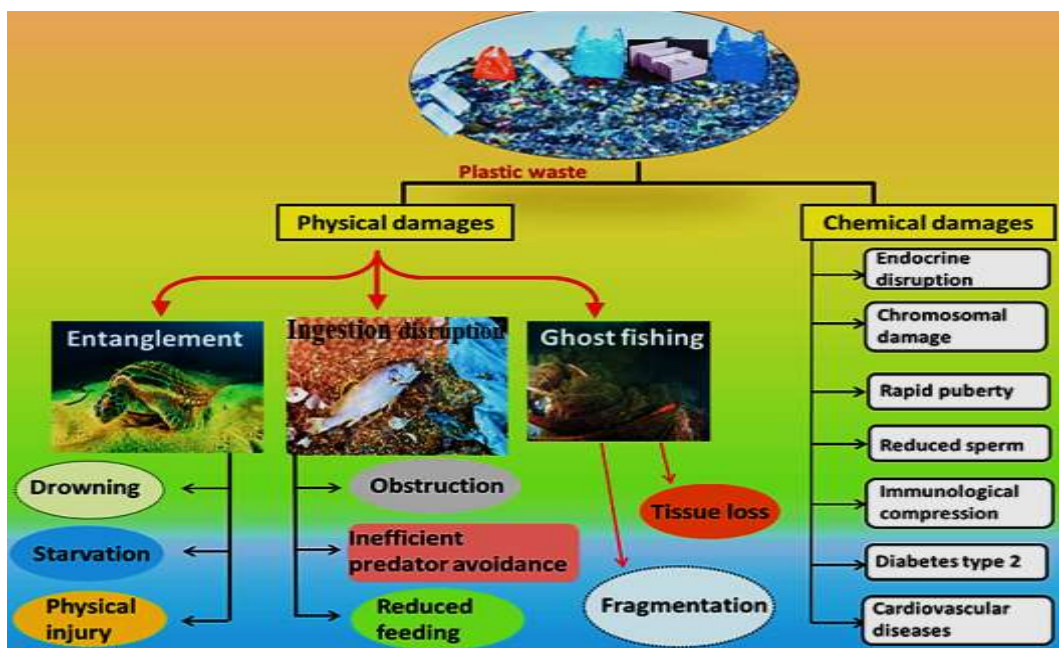 Plastic waste
Physical damages
Chemical damages
Entanglement
Ingestion disruption
Ghost fishing
Drowning
Starvation
Physical
injury
Obstruction
Inefficient
predator avoidance
Reduced
feeding
Tissue loss
Fragmentation
Endocrine
disruption
Chromosomal
damage
Rapid puberty
Reduced sperm
Immunological
compression
Diabetes type 2
Cardiovascular
diseases